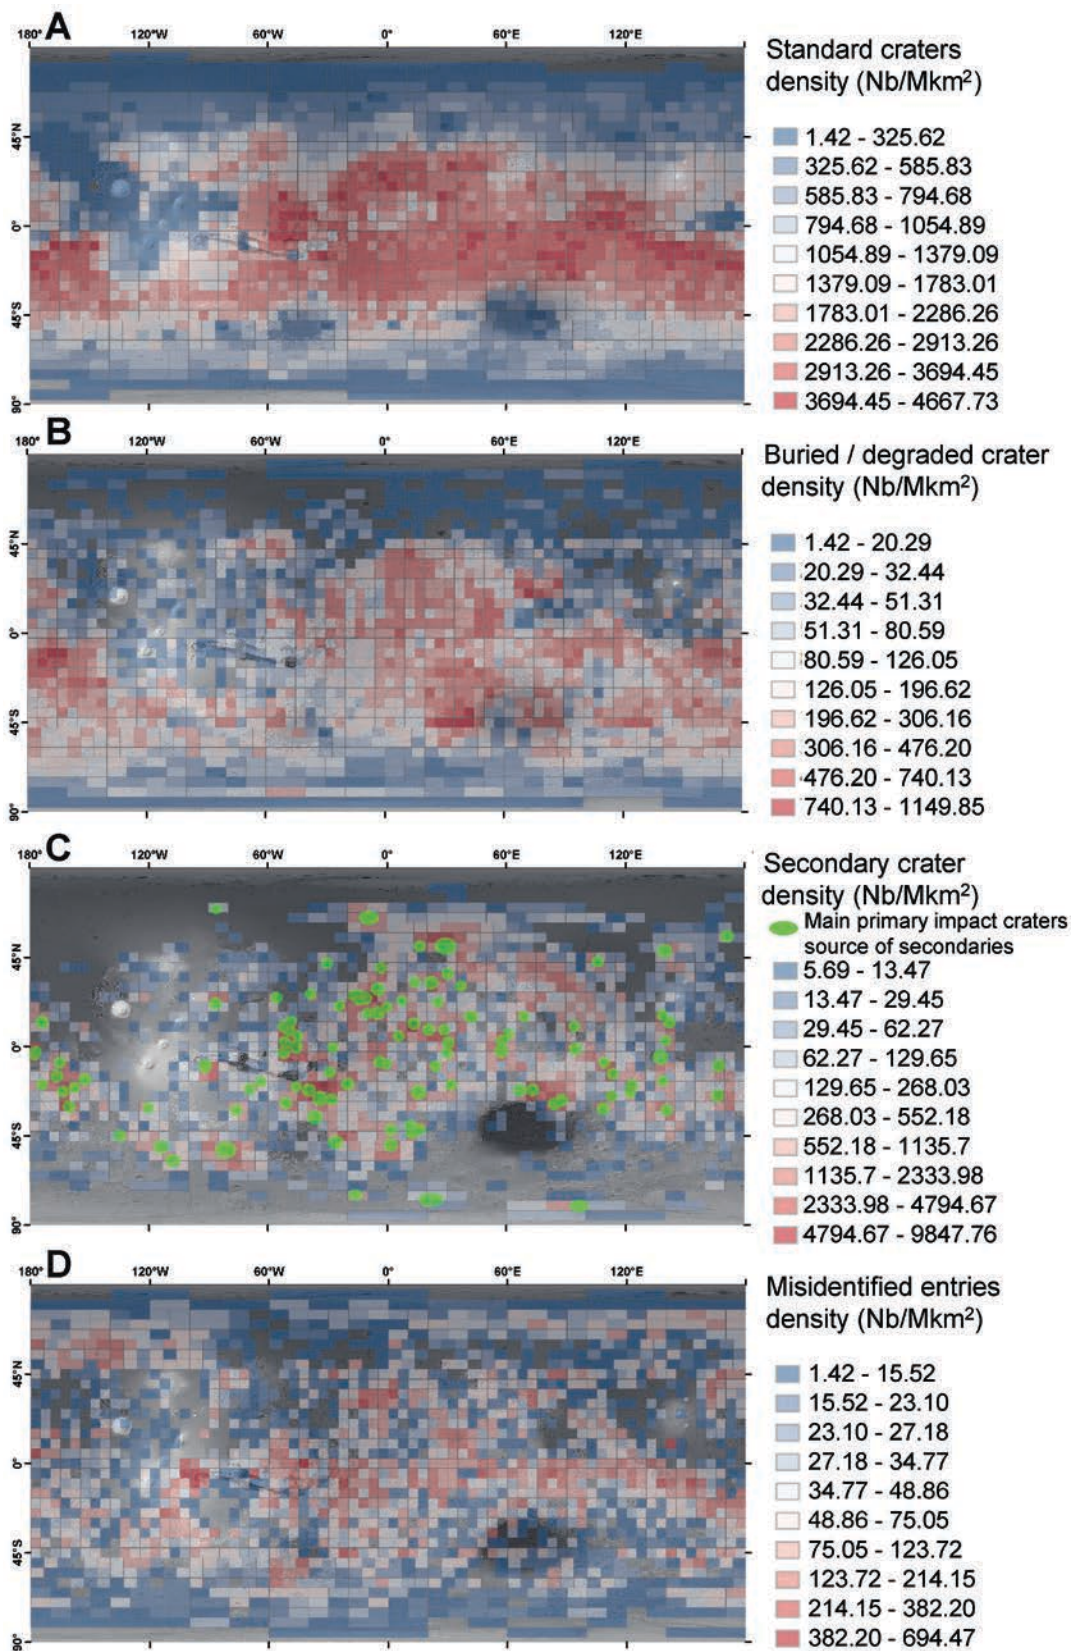 A
180° 120°W 60°W 0° 60°E 120°E
45°N
0°
45°S
90°
Standard craters
density (Nb/Mkm²)
1.42 - 325.62
325.62 - 585.83
585.83 - 794.68
794.68 - 1054.89
1054.89 - 1379.09
1379.09 - 1783.01
1783.01 - 2286.26
2286.26 - 2913.26
2913.26 - 3694.45
3694.45 - 4667.73
B
180° 120°W 60°W 0° 60°E 120°E
45°N
0°
45°S
90°
Buried / degraded crater
density (Nb/Mkm²)
1.42 - 20.29
20.29 - 32.44
32.44 - 51.31
51.31 - 80.59
80.59 - 126.05
126.05 - 196.62
196.62 - 306.16
306.16 - 476.20
476.20 - 740.13
740.13 - 1149.85
C
180° 120°W 60°W 0° 60°E 120°E
45°N
0°
45°S
90°
Secondary crater
density (Nb/Mkm²)
Main primary impact craters
source of secondaries
5.69 - 13.47
13.47 - 29.45
29.45 - 62.27
62.27 - 129.65
129.65 - 268.03
268.03 - 552.18
552.18 - 1135.7
1135.7 - 2333.98
2333.98 - 4794.67
4794.67 - 9847.76
D
180° 120°W 60°W 0° 60°E 120°E
45°N
0°
45°S
90°
Misidentified entries
density (Nb/Mkm²)
1.42 - 15.52
15.52 - 23.10
23.10 - 27.18
27.18 - 34.77
34.77 - 48.86
48.86 - 75.05
75.05 - 123.72
123.72 - 214.15
214.15 - 382.20
382.20 - 694.47